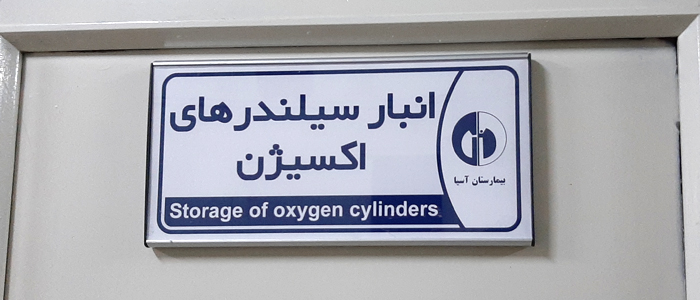 انبار سیلندرهای
اکسیژن
Storage of oxygen cylinders
بیمارستان آسیا